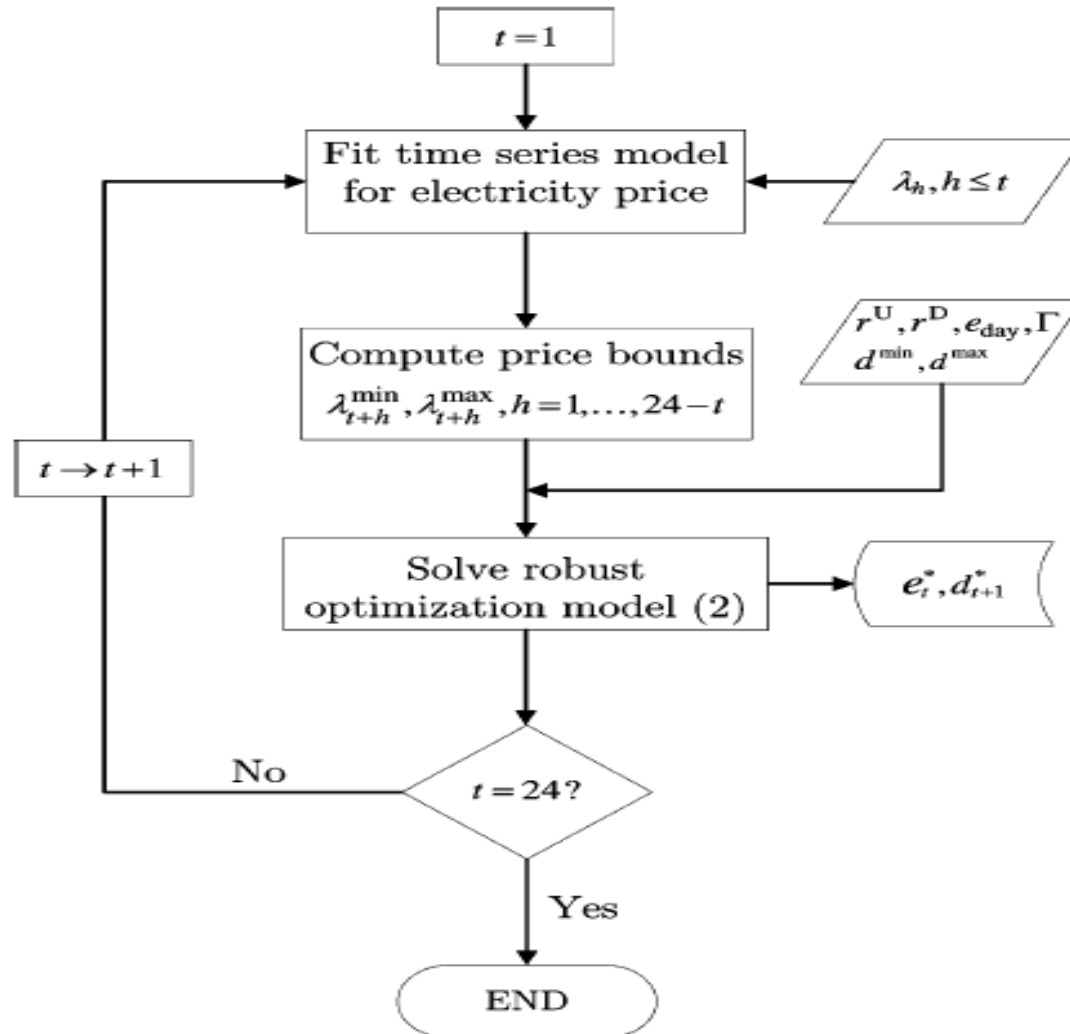 t = 1
Fit time series model
for electricity price
λ_h, h ≤ t
r^U, r^D, e_day, Γ
d^min, d^max
Compute price bounds
λ_{t+h}^min, λ_{t+h}^max, h = 1,…,24 − t
t → t + 1
Solve robust
optimization model (2)
e_t^*, d_{t+1}^*
No
t = 24?
Yes
END